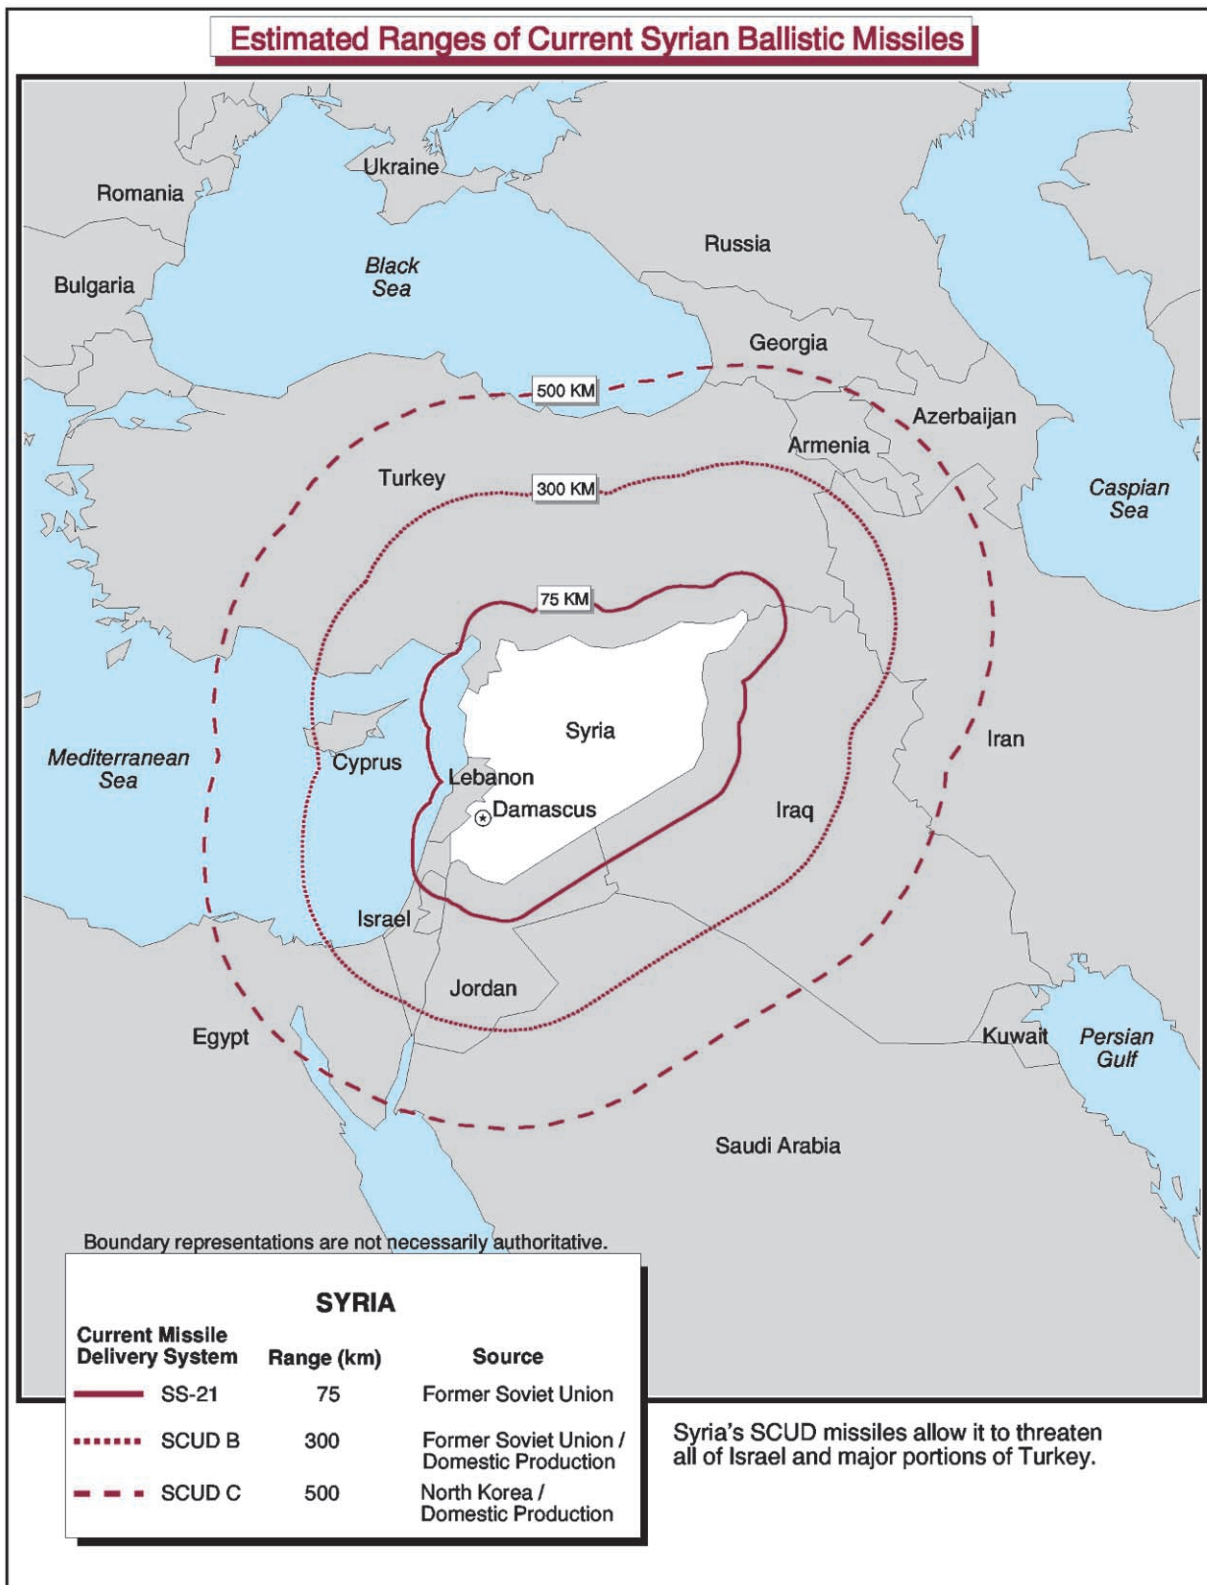 Estimated Ranges of Current Syrian Ballistic Missiles
Ukraine
Romania
Russia
Black
Sea
Bulgaria
Georgia
500 KM
Azerbaijan
Armenia
Turkey
300 KM
Caspian
Sea
75 KM
Syria
Iran
Mediterranean
Sea
Cyprus
Lebanon
Damascus
Iraq
Israel
Jordan
Egypt
Kuwait
Persian
Gulf
Saudi Arabia
Boundary representations are not necessarily authoritative.
SYRIA
Current Missile
Delivery System Range (km) Source
SS-21 75 Former Soviet Union
SCUD B 300 Former Soviet Union /
Domestic Production
SCUD C 500 North Korea /
Domestic Production
Syria's SCUD missiles allow it to threaten
all of Israel and major portions of Turkey.